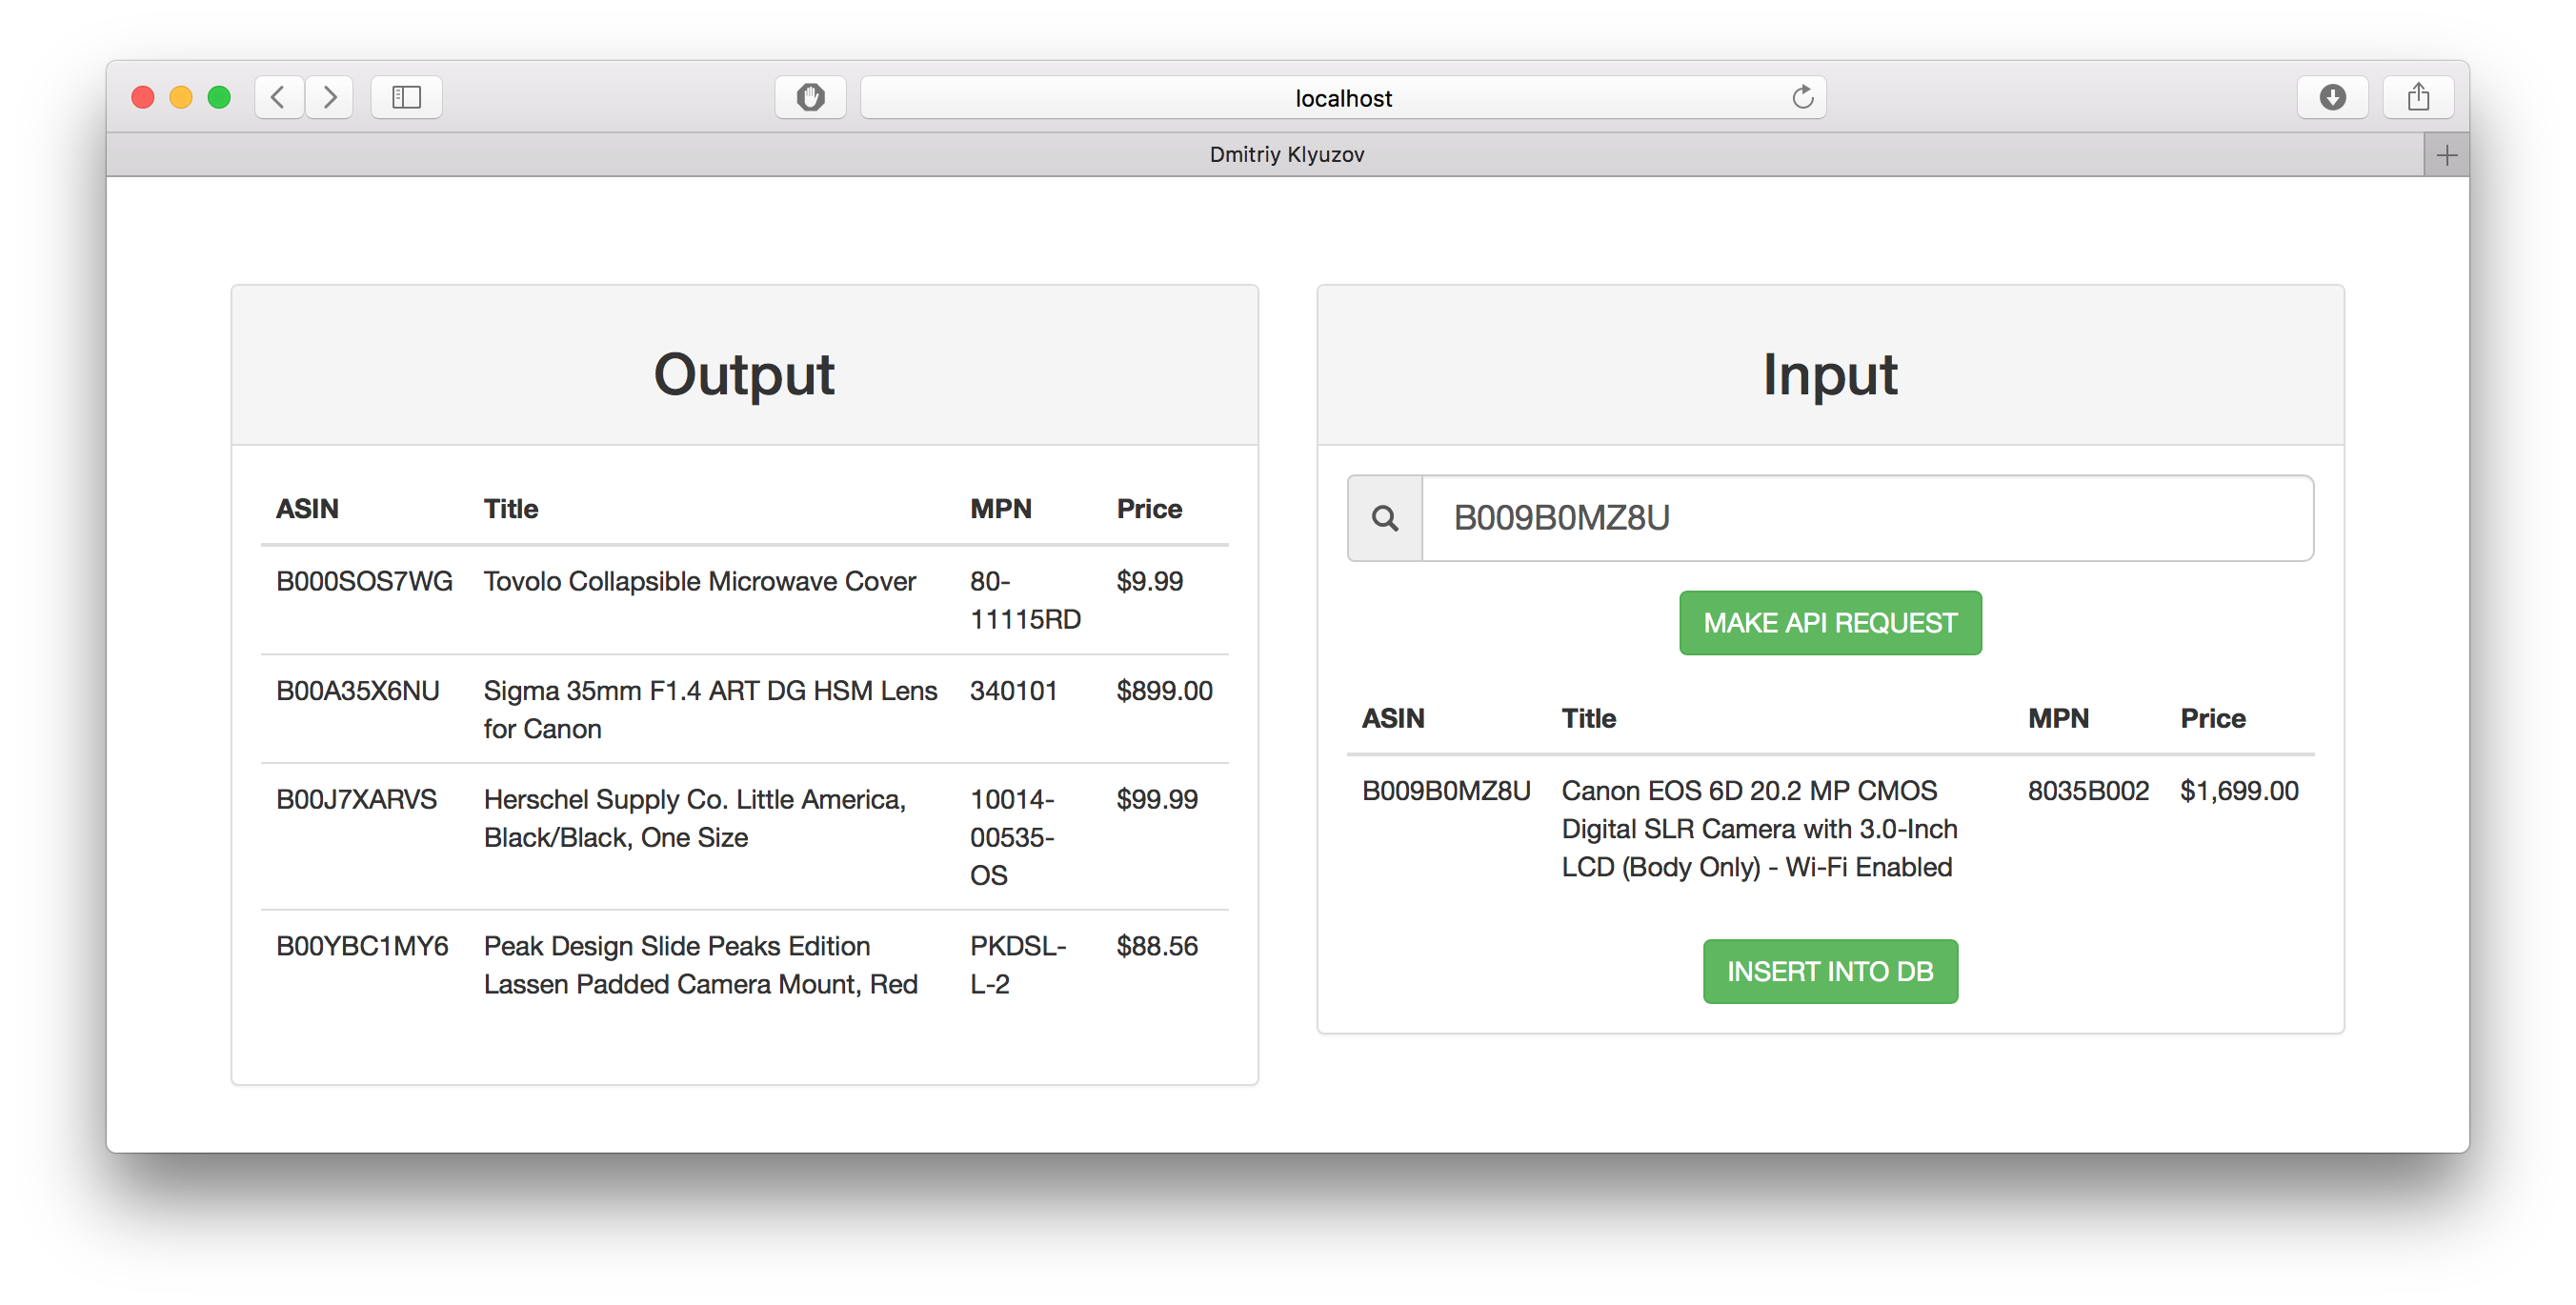 localhost
Dmitriy Klyuzov
Output
ASIN Title MPN Price
B000SOS7WG Tovolo Collapsible Microwave Cover 80- $9.99
11115RD
B00A35X6NU Sigma 35mm F1.4 ART DG HSM Lens 340101 $899.00
for Canon
B00J7XARVS Herschel Supply Co. Little America, 10014- $99.99
Black/Black, One Size 00535-
OS
B00YBC1MY6 Peak Design Slide Peaks Edition PKDSL- $88.56
Lassen Padded Camera Mount, Red L-2
Input
B009B0MZ8U
MAKE API REQUEST
ASIN Title MPN Price
B009B0MZ8U Canon EOS 6D 20.2 MP CMOS 8035B002 $1,699.00
Digital SLR Camera with 3.0-Inch
LCD (Body Only) - Wi-Fi Enabled
INSERT INTO DB